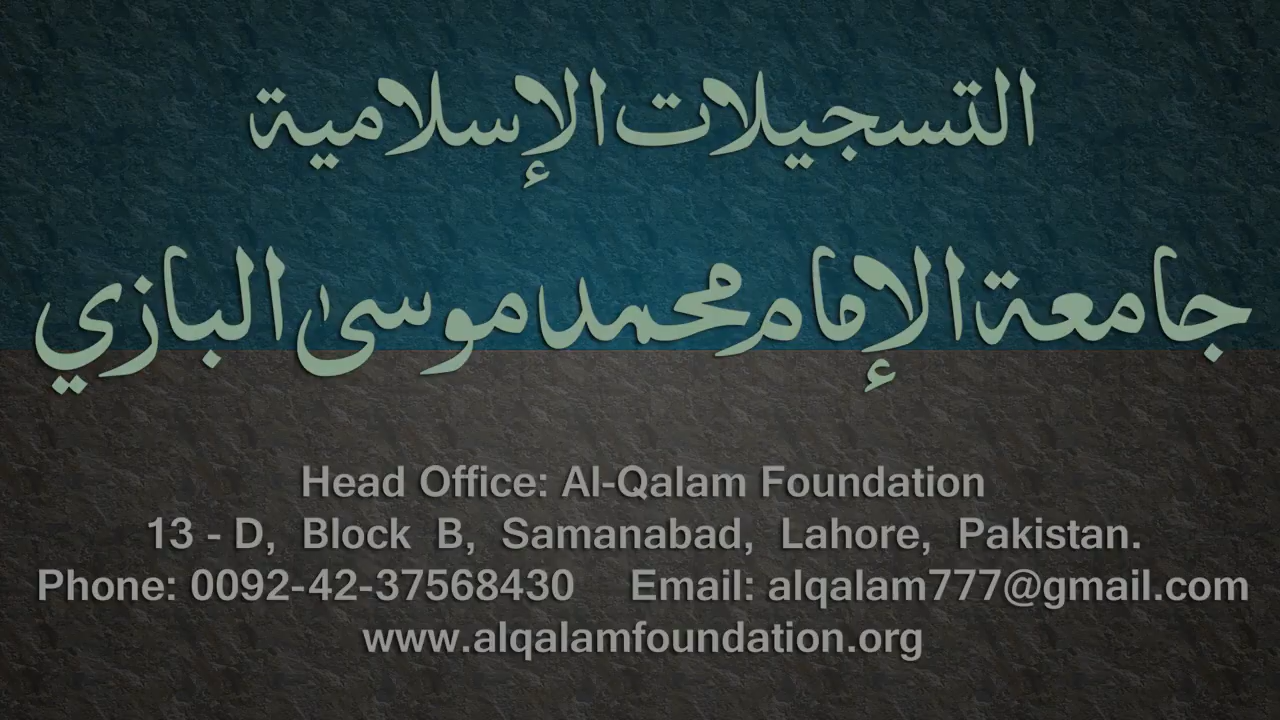 التسجيلات الإسلامية
جامعة الإمام محمد موسىٰ البازي
Head Office: Al-Qalam Foundation
13 - D, Block B, Samanabad, Lahore, Pakistan.
Phone: 0092-42-37568430 Email: alqalam777@gmail.com
www.alqalamfoundation.org